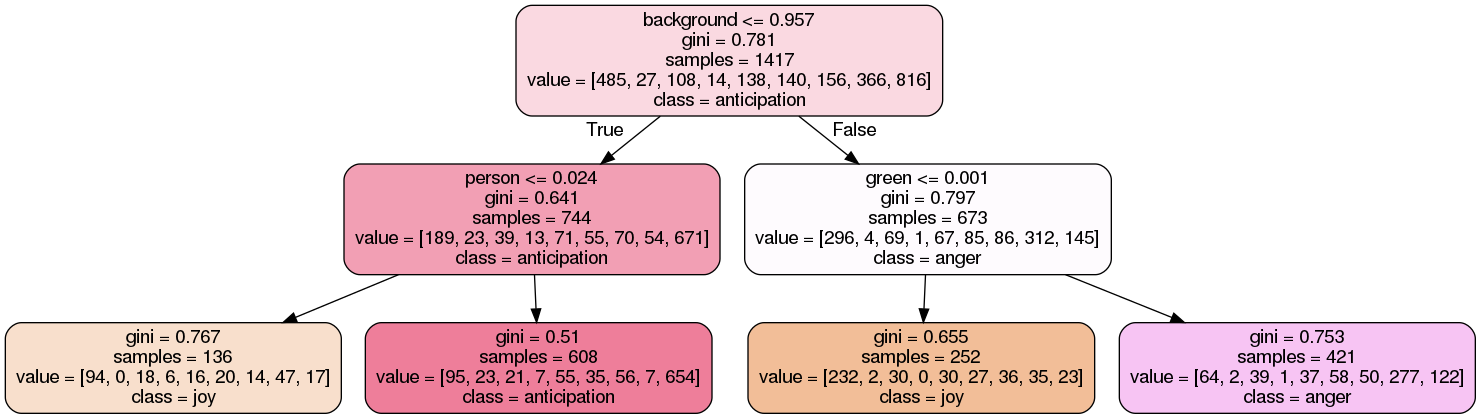 background <= 0.957
gini = 0.781
samples = 1417
value = [485, 27, 108, 14, 138, 140, 156, 366, 816]
class = anticipation
True
False
person <= 0.024
gini = 0.641
samples = 744
value = [189, 23, 39, 13, 71, 55, 70, 54, 671]
class = anticipation
green <= 0.001
gini = 0.797
samples = 673
value = [296, 4, 69, 1, 67, 85, 86, 312, 145]
class = anger
gini = 0.767
samples = 136
value = [94, 0, 18, 6, 16, 20, 14, 47, 17]
class = joy
gini = 0.51
samples = 608
value = [95, 23, 21, 7, 55, 35, 56, 7, 654]
class = anticipation
gini = 0.655
samples = 252
value = [232, 2, 30, 0, 30, 27, 36, 35, 23]
class = joy
gini = 0.753
samples = 421
value = [64, 2, 39, 1, 37, 58, 50, 277, 122]
class = anger